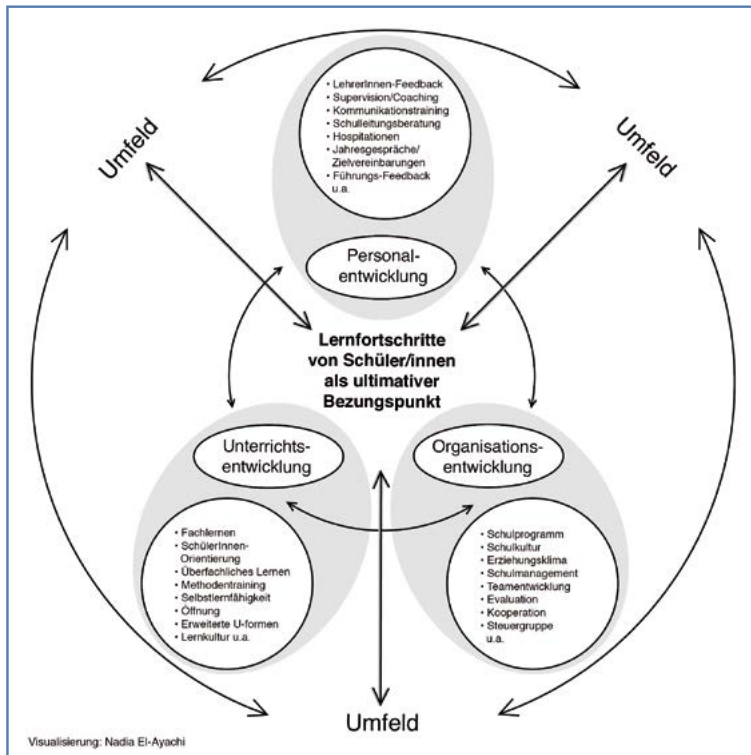 • LehrerInnen-Feedback
• Supervision/Coaching
• Kommunikationstraining
• Schulleitungsberatung
• Hospitationen
• Jahresgespräche/
Zielvereinbarungen
• Führungs-Feedback
u.a.
Umfeld
Umfeld
Personal-
entwicklung
Lernfortschritte
von Schüler/innen
als ultimativer
Bezungspunkt
Unterrichts-
entwicklung
Organisations-
entwicklung
• Fachlernen
• SchülerInnen-
Orientierung
• Überfachliches Lernen
• Methodentraining
• Selbstlernfähigkeit
• Öffnung
• Erweiterte U-formen
• Lernkultur u.a.
• Schulprogramm
• Schulkultur
• Erziehungsklima
• Schulmanagement
• Teamentwicklung
• Evaluation
• Kooperation
• Steuergruppe
u.a.
Umfeld
Visualisierung: Nadia El-Ayachi